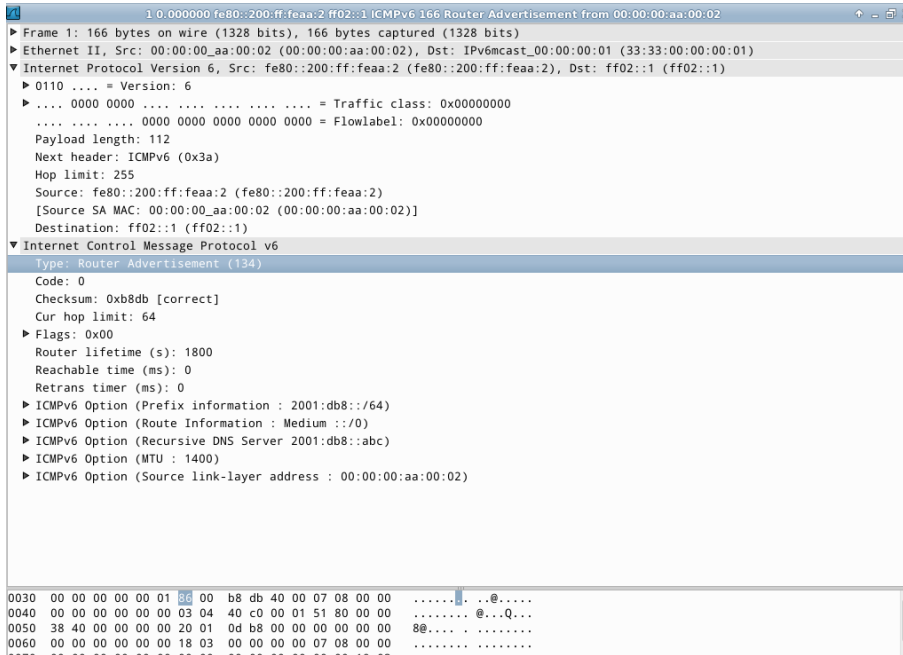 1 0.000000 fe80::200:ff:feaa:2 ff02::1 ICMPv6 166 Router Advertisement from 00:00:00:aa:00:02
Frame 1: 166 bytes on wire (1328 bits), 166 bytes captured (1328 bits)
Ethernet II, Src: 00:00:00_aa:00:02 (00:00:00:aa:00:02), Dst: IPv6mcast_00:00:00:01 (33:33:00:00:00:01)
Internet Protocol Version 6, Src: fe80::200:ff:feaa:2 (fe80::200:ff:feaa:2), Dst: ff02::1 (ff02::1)
0110 .... = Version: 6
.... 0000 0000 .... .... .... .... .... = Traffic class: 0x00000000
.... .... .... 0000 0000 0000 0000 0000 = Flowlabel: 0x00000000
Payload length: 112
Next header: ICMPv6 (0x3a)
Hop limit: 255
Source: fe80::200:ff:feaa:2 (fe80::200:ff:feaa:2)
[Source SA MAC: 00:00:00_aa:00:02 (00:00:00:aa:00:02)]
Destination: ff02::1 (ff02::1)
Internet Control Message Protocol v6
Type: Router Advertisement (134)
Code: 0
Checksum: 0xb8db [correct]
Cur hop limit: 64
Flags: 0x00
Router lifetime (s): 1800
Reachable time (ms): 0
Retrans timer (ms): 0
ICMPv6 Option (Prefix information : 2001:db8::/64)
ICMPv6 Option (Route Information : Medium ::/0)
ICMPv6 Option (Recursive DNS Server 2001:db8::abc)
ICMPv6 Option (MTU : 1400)
ICMPv6 Option (Source link-layer address : 00:00:00:aa:00:02)
0030 00 00 00 00 00 01 86 00 b8 db 40 00 07 08 00 00 ........ ..@.....
0040 00 00 00 00 00 00 03 04 40 c0 00 01 51 80 00 00 ........ @...Q...
0050 38 40 00 00 00 00 20 01 0d b8 00 00 00 00 00 00 8@.... . ........
0060 00 00 00 00 00 00 18 03 00 00 00 00 07 08 00 00 ........ ........